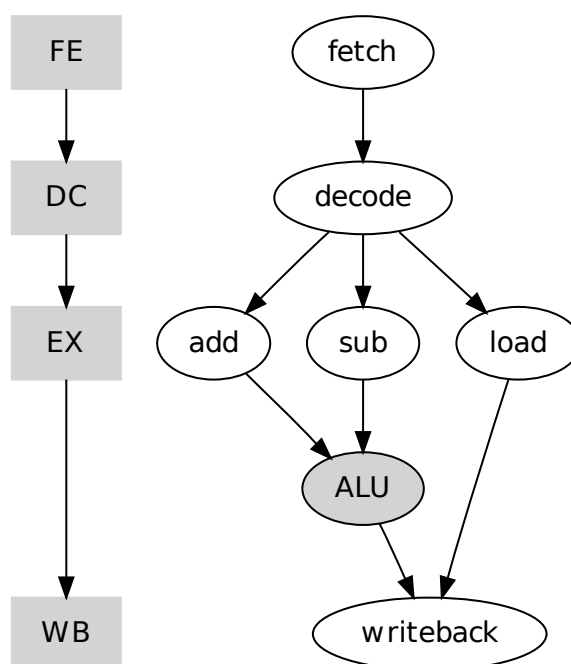 FE
fetch
DC
decode
EX
add
sub
load
ALU
WB
writeback